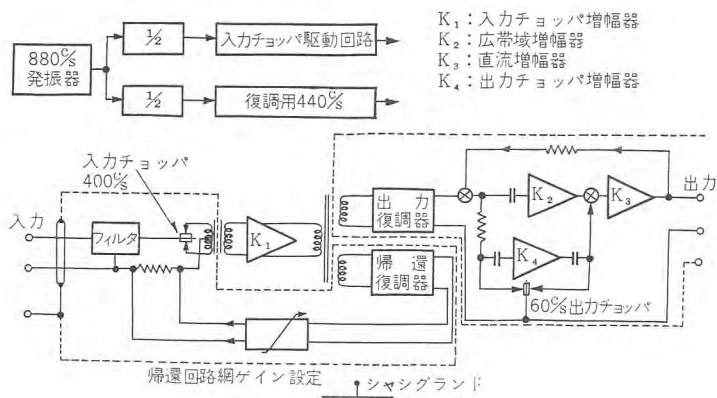 880c/s
発振器
1/2
入力チョッパ駆動回路
1/2
復調用440c/s
K₁：入力チョッパ増幅器
K₂：広帯域増幅器
K₃：直流増幅器
K₄：出力チョッパ増幅器
入力チョッパ
400c/s
入力
フィルタ
K₁
出力
復調器
帰還
復調器
K₂
K₃
K₄
出力
60c/s出力チョッパ
帰還回路網ゲイン設定
シャシグランド